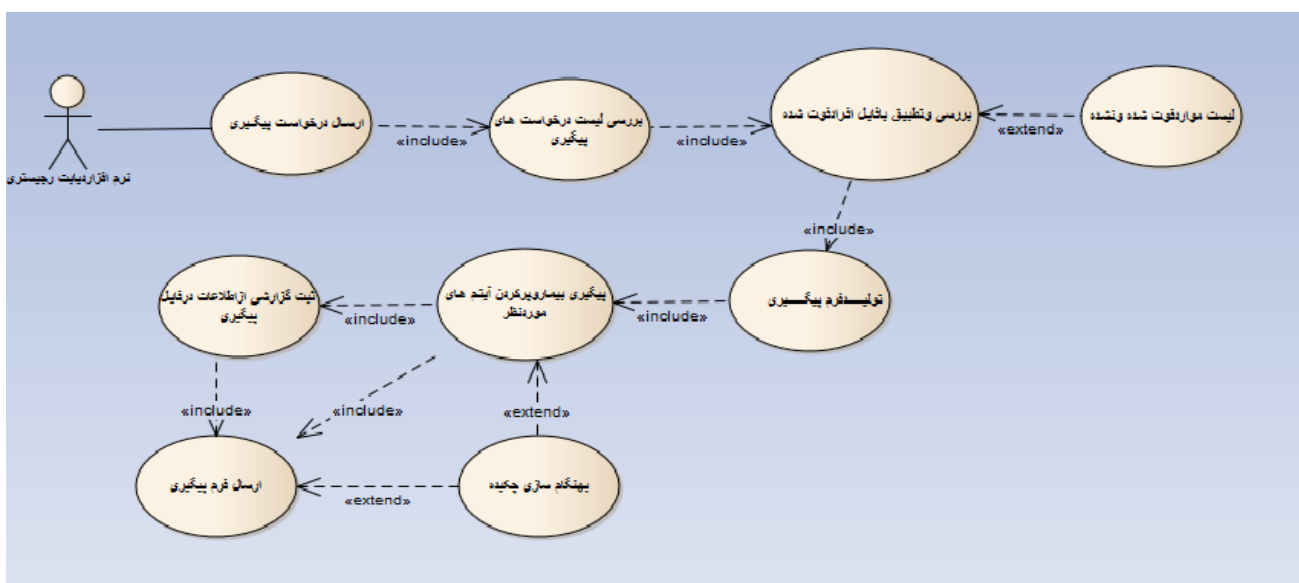 نرم افزاردیابت رجیستری
ارسال درخواست پیگیری
«include»
بررسی لیست درخواست های
پیگیری
«include»
بررسی وتطبیق بافایل افرادفوت شده
«extend»
لیست مواردفوت شده ونشده
«include»
تولیـــدفرم پیگـــــیری
«include»
پیگیری بیماروپرکردن آیتم های
موردنظر
«include»
ثبت گزارشی ازاطلاعات درفایل
پیگیری
«include»
«include»
«extend»
ارسال فرم پیگیری
«extend»
بهنگام سازی چکیده